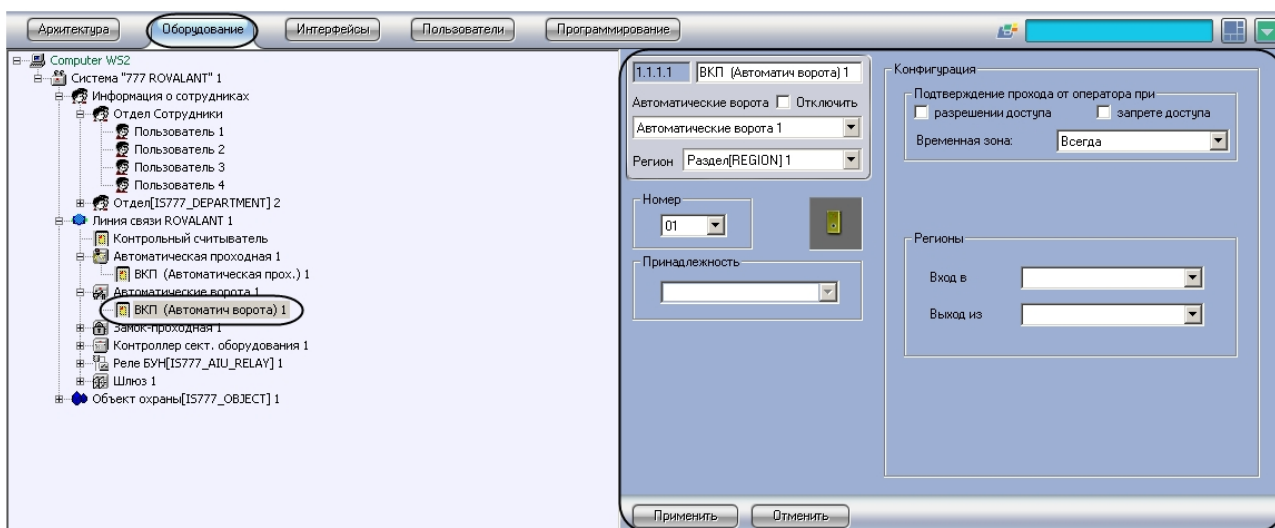 Архитектура Оборудование Интерфейсы Пользователи Программирование
Computer WS2
Система "777 ROVALANT" 1
Информация о сотрудниках
Отдел Сотрудники
Пользователь 1
Пользователь 2
Пользователь 3
Пользователь 4
Отдел[IS777_DEPARTMENT] 2
Линия связи ROVALANT 1
Контрольный считыватель
Автоматическая проходная 1
ВКП (Автоматическая прох.) 1
Автоматические ворота 1
ВКП (Автоматич ворота) 1
Замок-проходная 1
Контроллер сект. оборудования 1
Реле БУН[IS777_AIU_RELAY] 1
Шлюз 1
Объект охраны[IS777_OBJECT] 1
1.1.1.1 ВКП (Автоматич ворота) 1
Автоматические ворота Отключить
Автоматические ворота 1
Регион Раздел[REGION] 1
Номер
01
Принадлежность
Конфигурация
Подтверждение прохода от оператора при
разрешении доступа запрете доступа
Временная зона: Всегда
Регионы
Вход в
Выход из
Применить Отменить